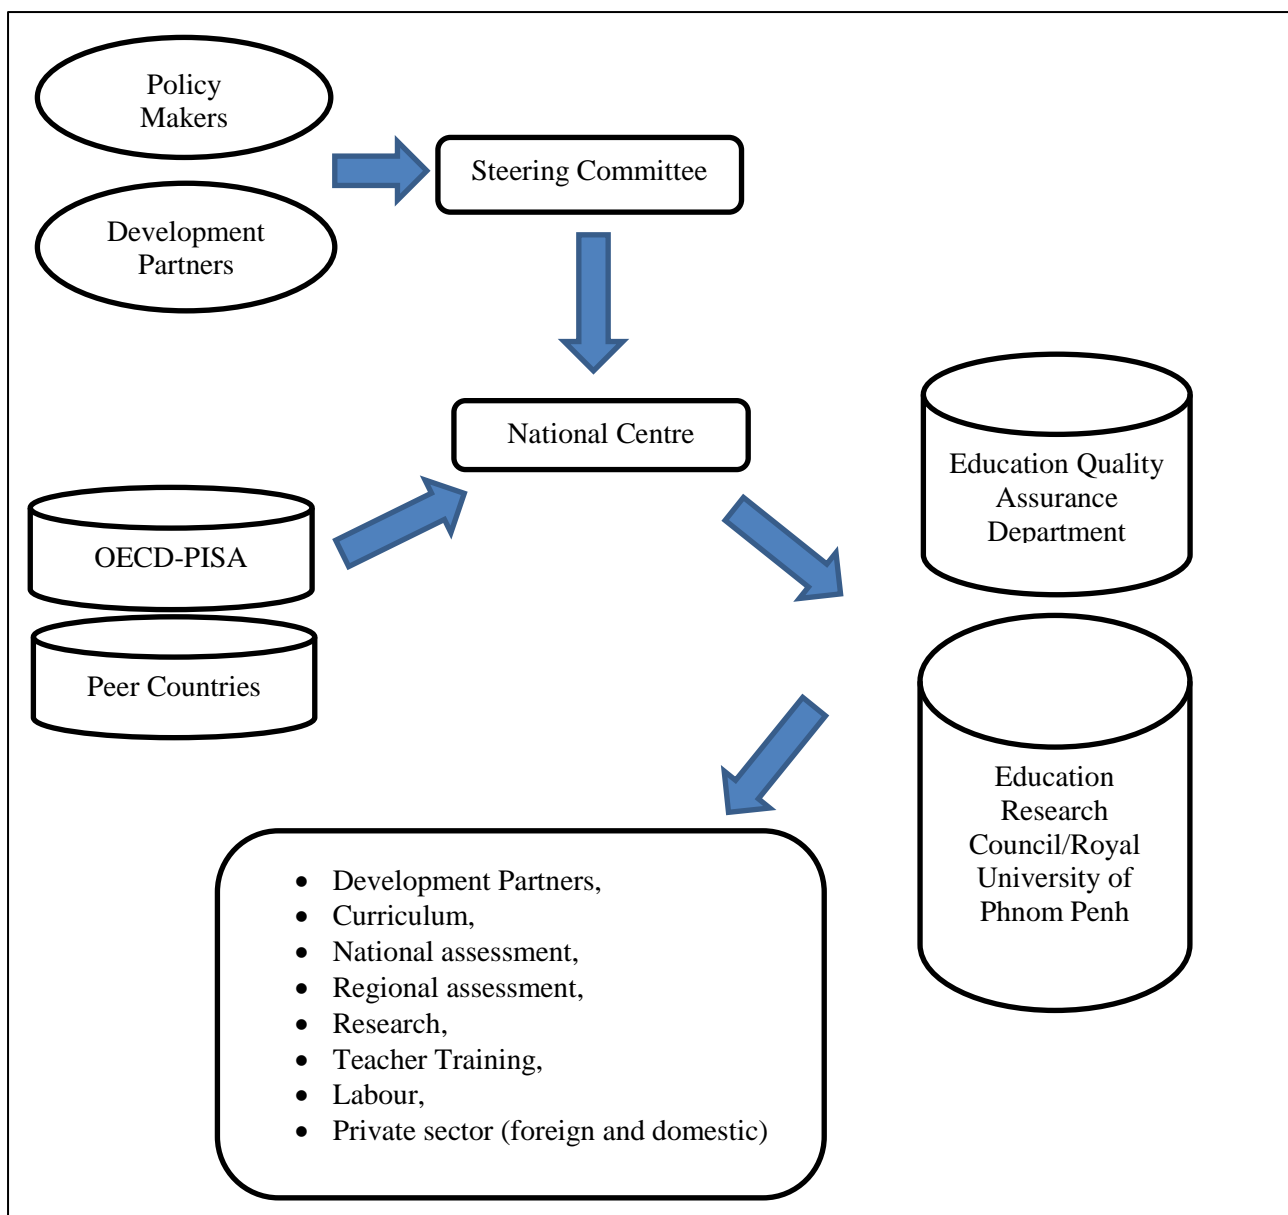 Policy
Makers
Steering Committee
Development
Partners
National Centre
Education Quality
Assurance
Department
OECD-PISA
Peer Countries
Education
Research
Council/Royal
University of
Phnom Penh
• Development Partners,
• Curriculum,
• National assessment,
• Regional assessment,
• Research,
• Teacher Training,
• Labour,
• Private sector (foreign and domestic)